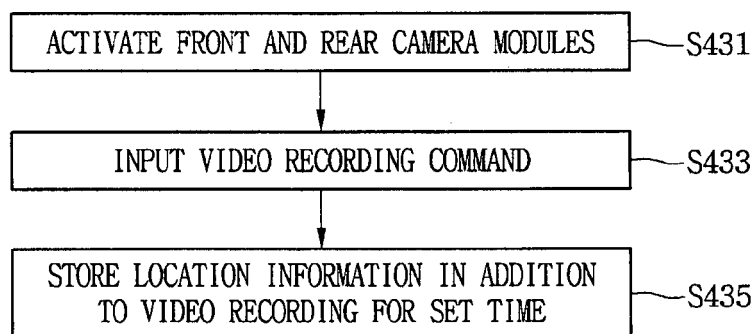 ACTIVATE FRONT AND REAR CAMERA MODULES
S431
INPUT VIDEO RECORDING COMMAND
S433
STORE LOCATION INFORMATION IN ADDITION
TO VIDEO RECORDING FOR SET TIME
S435